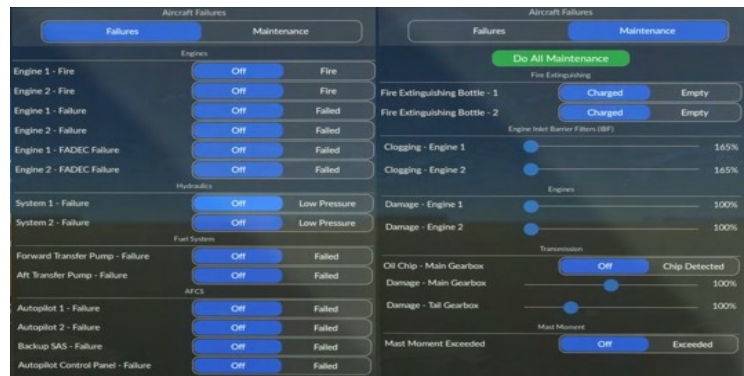 Aircraft Failures
Failures Maintenance
Engines
Engine 1 - Fire Off Fire
Engine 2 - Fire Off Fire
Engine 1 - Failure Off Failed
Engine 2 - Failure Off Failed
Engine 1 - FADEC Failure Off Failed
Engine 2 - FADEC Failure Off Failed
Hydraulics
System 1 - Failure Off Low Pressure
System 2 - Failure Off Low Pressure
Fuel System
Forward Transfer Pump - Failure Off Failed
Aft Transfer Pump - Failure Off Failed
AFCS
Autopilot 1 - Failure Off Failed
Autopilot 2 - Failure Off Failed
Backup SAS - Failure Off Failed
Autopilot Control Panel - Failure Off Failed
Aircraft Failures
Failures Maintenance
Do All Maintenance
Fire Extinguishing
Fire Extinguishing Bottle - 1 Charged Empty
Fire Extinguishing Bottle - 2 Charged Empty
Engine Inlet Barrier Filters (IBF)
Clogging - Engine 1 165%
Clogging - Engine 2 165%
Engines
Damage - Engine 1 100%
Damage - Engine 2 100%
Transmission
Oil Chip - Main Gearbox Off Chip Detected
Damage - Main Gearbox 100%
Damage - Tail Gearbox 100%
Mast Moment
Mast Moment Exceeded Off Exceeded